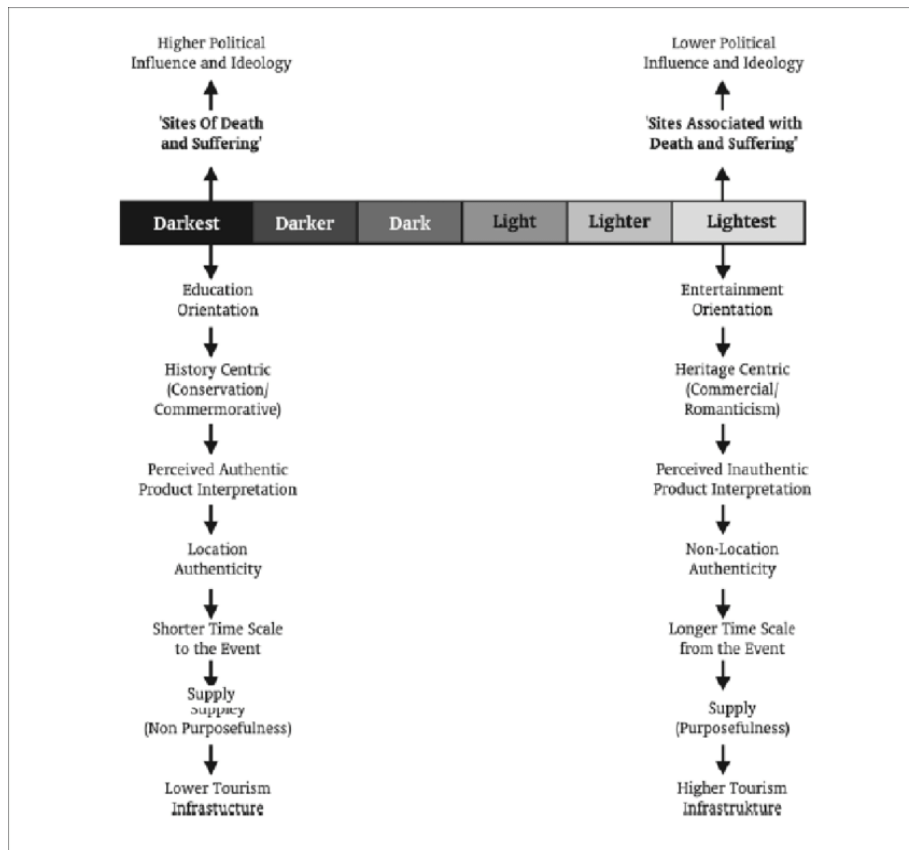 Higher Political
Influence and Ideology
Lower Political
Influence and Ideology
'Sites Of Death
and Suffering'
'Sites Associated with
Death and Suffering'
Darkest Darker Dark Light Lighter Lightest
Education
Orientation
Entertainment
Orientation
History Centric
(Conservation/
Commermorative)
Heritage Centric
(Commercial/
Romanticism)
Perceived Authentic
Product Interpretation
Perceived Inauthentic
Product Interpretation
Location
Authenticity
Non-Location
Authenticity
Shorter Time Scale
to the Event
Longer Time Scale
from the Event
Supply
(Non Purposefulness)
Supply
(Purposefulness)
Lower Tourism
Infrastucture
Higher Tourism
Infrastrukture